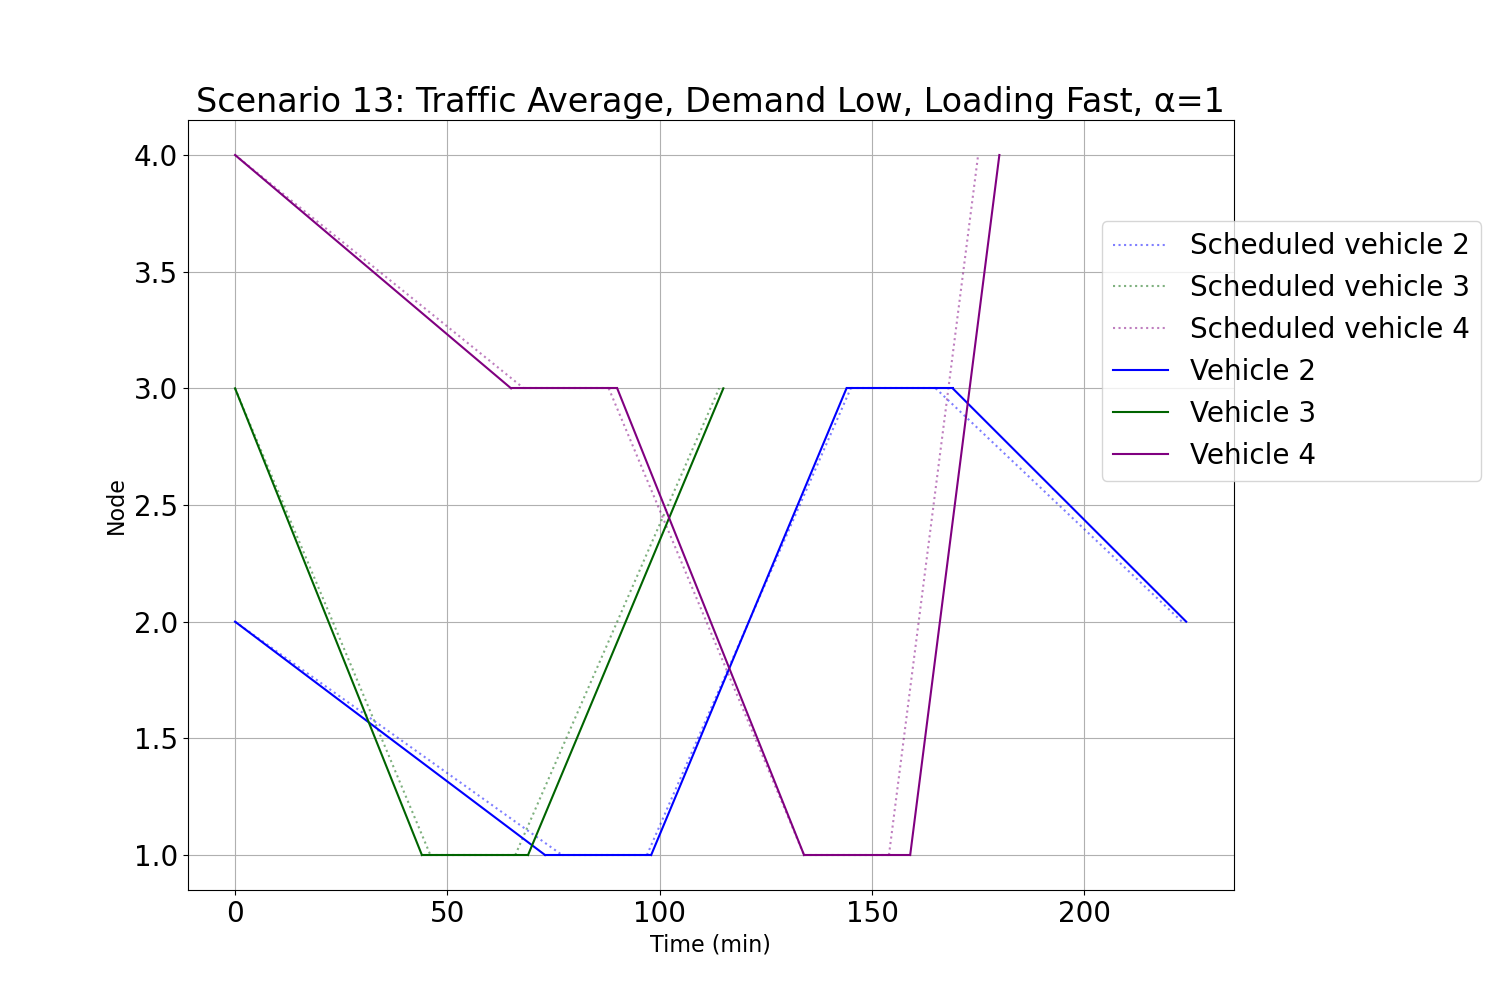 Scenario 13: Traffic Average, Demand Low, Loading Fast, α=1
4.0
3.5
3.0
2.5
2.0
1.5
1.0
Node
0 50 100 150 200
Time (min)
Scheduled vehicle 2
Scheduled vehicle 3
Scheduled vehicle 4
Vehicle 2
Vehicle 3
Vehicle 4